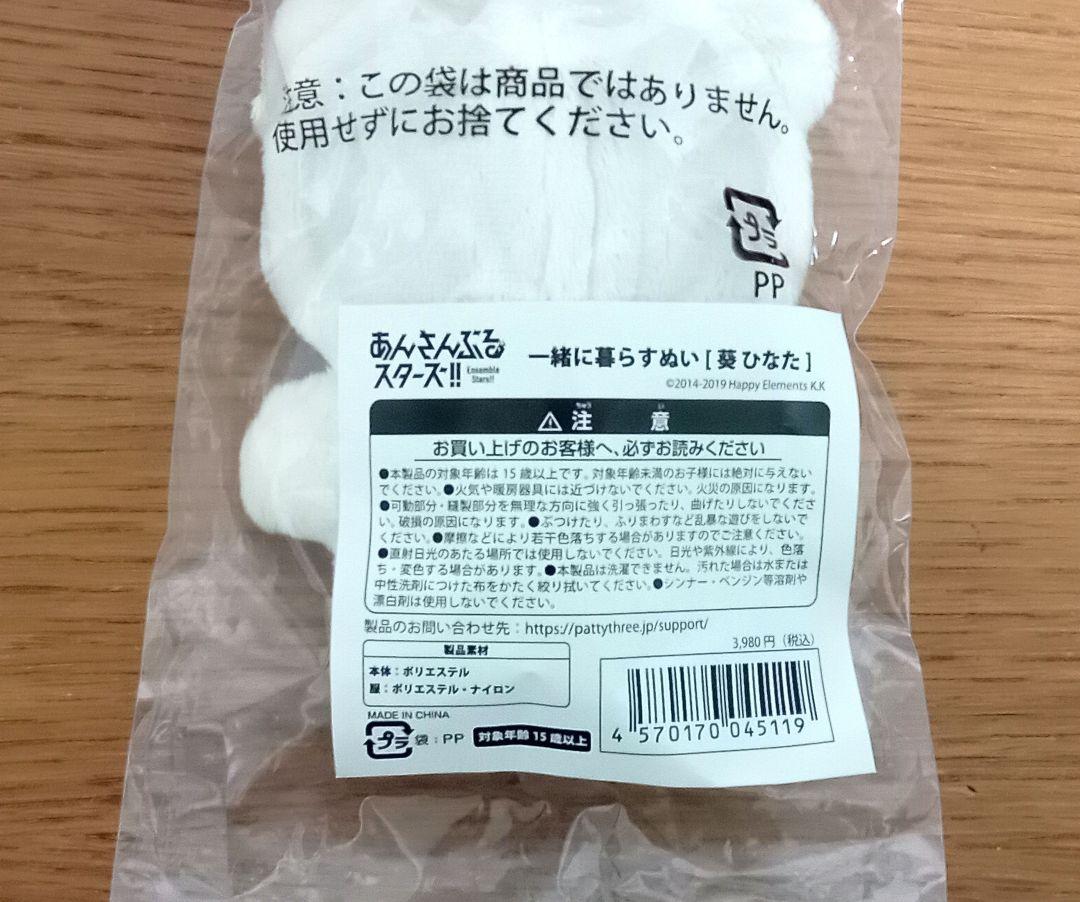 注意：この袋は商品ではありません。
使用せずにお捨てください。
プラ
PP
あんさんぶる
スターズ!!
Ensemble
Stars!!
一緒に暮らすぬい [ 葵 ひなた ]
©2014-2019 Happy Elements K.K
ちゅう い
⚠注 意
お買い上げのお客様へ、必ずお読みください
●本製品の対象年齢は15歳以上です。対象年齢未満のお子様には絶対に与えない
でください。●火気や暖房器具には近づけないでください。火災の原因になります。
●可動部分・縫製部分を無理な方向に強く引っ張ったり、曲げたりしないでくださ
い。破損の原因になります。●ぶつけたり、ふりまわすなど乱暴な遊びをしないで
ください。●摩擦などにより若干色落ちする場合がありますのでご注意ください。
●直射日光のあたる場所では使用しないでください。日光や紫外線により、色落
ち・変色する場合があります。●本製品は洗濯できません。汚れた場合は水または
中性洗剤につけた布をかたく絞り拭いてください。●シンナー・ベンジン等溶剤や
漂白剤は使用しないでください。
製品のお問い合わせ先：https://pattythree.jp/support/
3,980円（税込）
製品素材
本体：ポリエステル
服：ポリエステル・ナイロン
MADE IN CHINA
プラ 袋：PP
対象年齢15歳以上
4 570170 045119